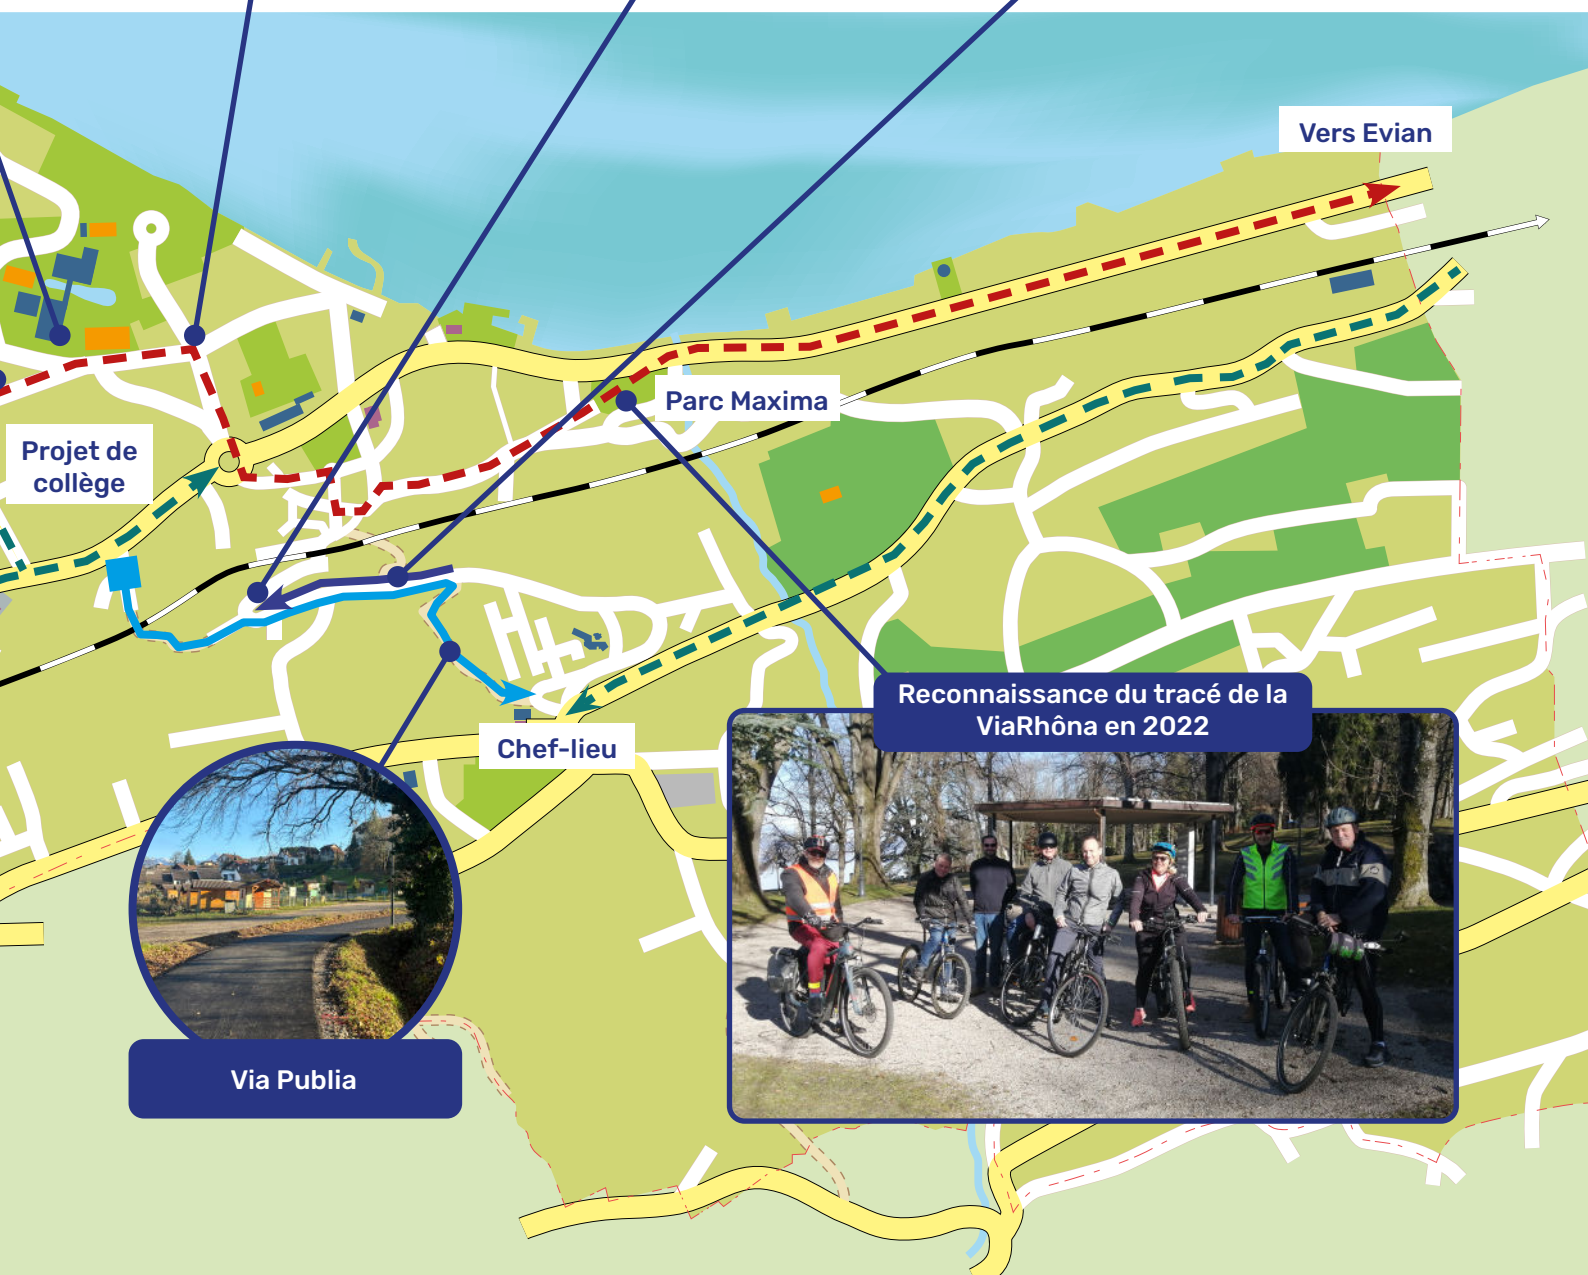 Vers Evian
Parc Maxima
Projet de
collège
Reconnaissance du tracé de la
ViaRhôna en 2022
Chef-lieu
Via Publia